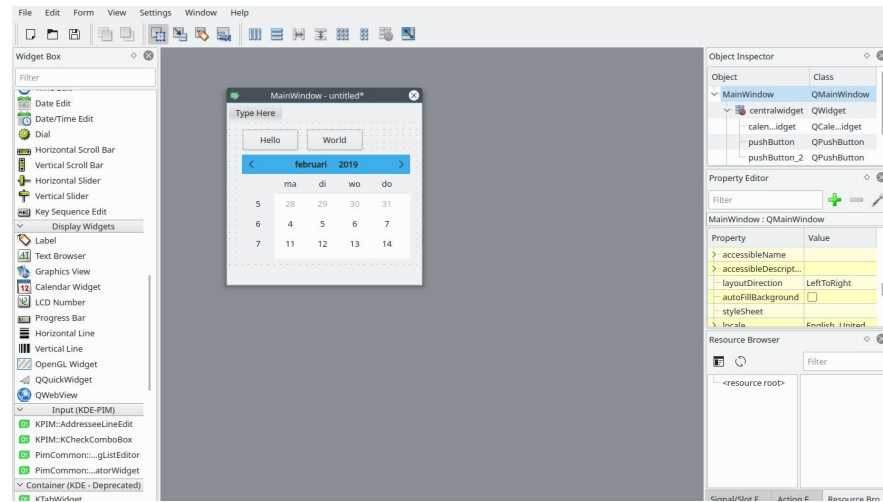 File Edit Form View Settings Window Help
Widget Box
Filter
Date Edit
Date/Time Edit
Dial
Horizontal Scroll Bar
Vertical Scroll Bar
Horizontal Slider
Vertical Slider
Key Sequence Edit
Display Widgets
Label
Text Browser
Graphics View
Calendar Widget
LCD Number
Progress Bar
Horizontal Line
Vertical Line
OpenGL Widget
QQuickWidget
QWebView
Input (KDE-PIM)
KPIM::AddresseeLineEdit
KPIM::KCheckComboBox
PimCommon::...gListEditor
PimCommon:...atorWidget
Container (KDE - Deprecated)
KTabWidget
MainWindow - untitled*
Type Here
Hello World
februari 2019
ma di wo do
5 28 29 30 31
6 4 5 6 7
7 11 12 13 14
Object Inspector
Object Class
MainWindow QMainWindow
centralwidget QWidget
calen...idget QCale...idget
pushButton QPushButton
pushButton_2 QPushButton
Property Editor
Filter
MainWindow : QMainWindow
Property Value
accessibleName
accessibleDescript...
layoutDirection LeftToRight
autoFillBackground
styleSheet
locale English, United
Resource Browser
Filter
<resource root>
Signal/Slot E Action E Resource Bro